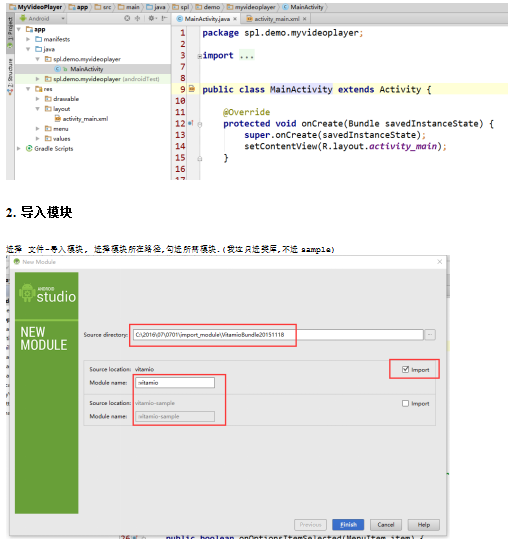 MyVideoPlayer app src main java spl demo myvideoplayer MainActivity
Android
MainActivity.java activity_main.xml
1: Project
Structure
app
manifests
java
spl.demo.myvideoplayer
MainActivity
spl.demo.myvideoplayer (androidTest)
res
drawable
layout
activity_main.xml
menu
values
Gradle Scripts
1 package spl.demo.myvideoplayer;
2
3 import ...
7
8
9 public class MainActivity extends Activity {
10
11 @Override
12 protected void onCreate(Bundle savedInstanceState) {
13 super.onCreate(savedInstanceState);
14 setContentView(R.layout.activity_main);
15 }
16
17
2. 导入模块
选择 文件-导入模块, 选择模块所在路径,勾选所需模块.(我这只选类库,不选 sample)
New Module
ANDROID
studio
NEW
MODULE
Source directory: C:\2016\07\0701\import_module\VitamioBundle20151118 ...
Source location: vitamio Import
Module name: :vitamio
Source location: vitamio-sample Import
Module name: :vitamio-sample
Previous Finish Cancel Help
public boolean onOptionsItemSelected(MenuItem item) {